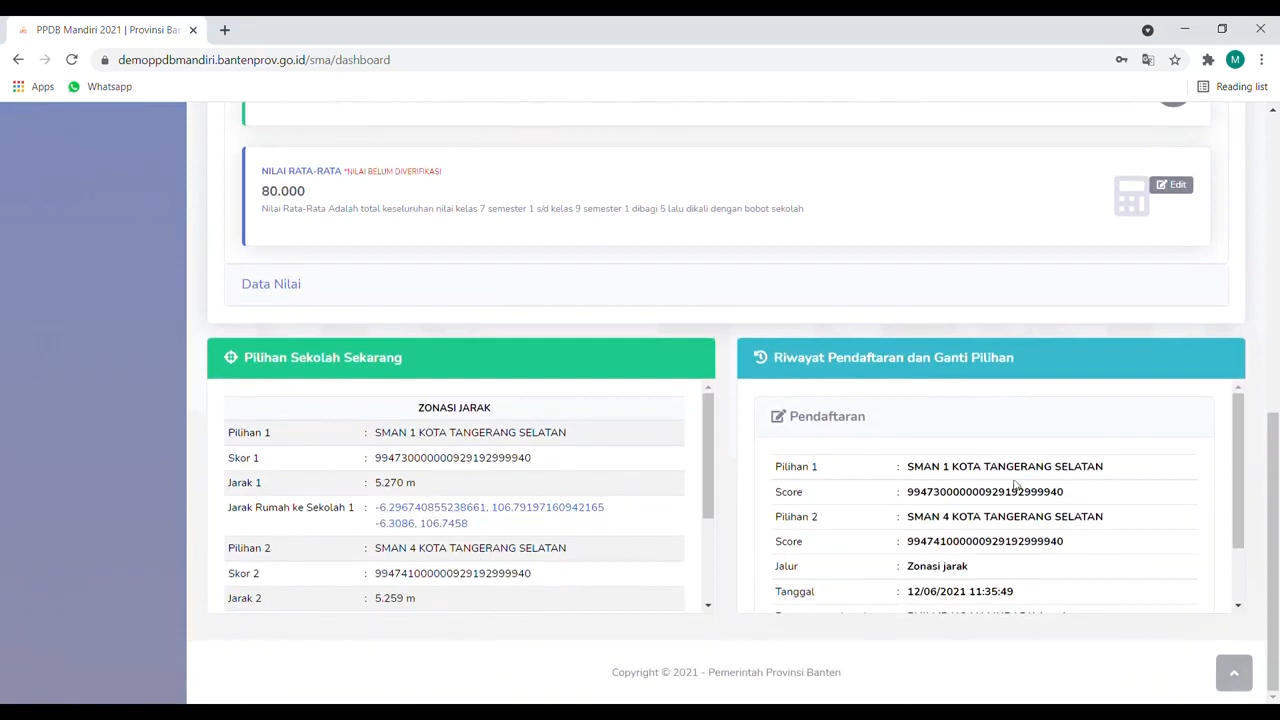 PPDB Mandiri 2021 | Provinsi Ban
demoppdbmandiri.bantenprov.go.id/sma/dashboard
M
Apps
Whatsapp
Reading list
NILAI RATA-RATA *NILAI BELUM DIVERIFIKASI
80.000
Nilai Rata-Rata Adalah total keseluruhan nilai kelas 7 semester 1 s/d kelas 9 semester 1 dibagi 5 lalu dikali dengan bobot sekolah
Edit
Data Nilai
Pilihan Sekolah Sekarang
ZONASI JARAK
Pilihan 1 : SMAN 1 KOTA TANGERANG SELATAN
Skor 1 : 994730000000929192999940
Jarak 1 : 5.270 m
Jarak Rumah ke Sekolah 1 : -6.296740855238661, 106.79197160942165
-6.3086, 106.7458
Pilihan 2 : SMAN 4 KOTA TANGERANG SELATAN
Skor 2 : 994741000000929192999940
Jarak 2 : 5.259 m
Riwayat Pendaftaran dan Ganti Pilihan
Pendaftaran
Pilihan 1 : SMAN 1 KOTA TANGERANG SELATAN
Score : 994730000000929192999940
Pilihan 2 : SMAN 4 KOTA TANGERANG SELATAN
Score : 994741000000929192999940
Jalur : Zonasi jarak
Tanggal : 12/06/2021 11:35:49
Copyright © 2021 - Pemerintah Provinsi Banten